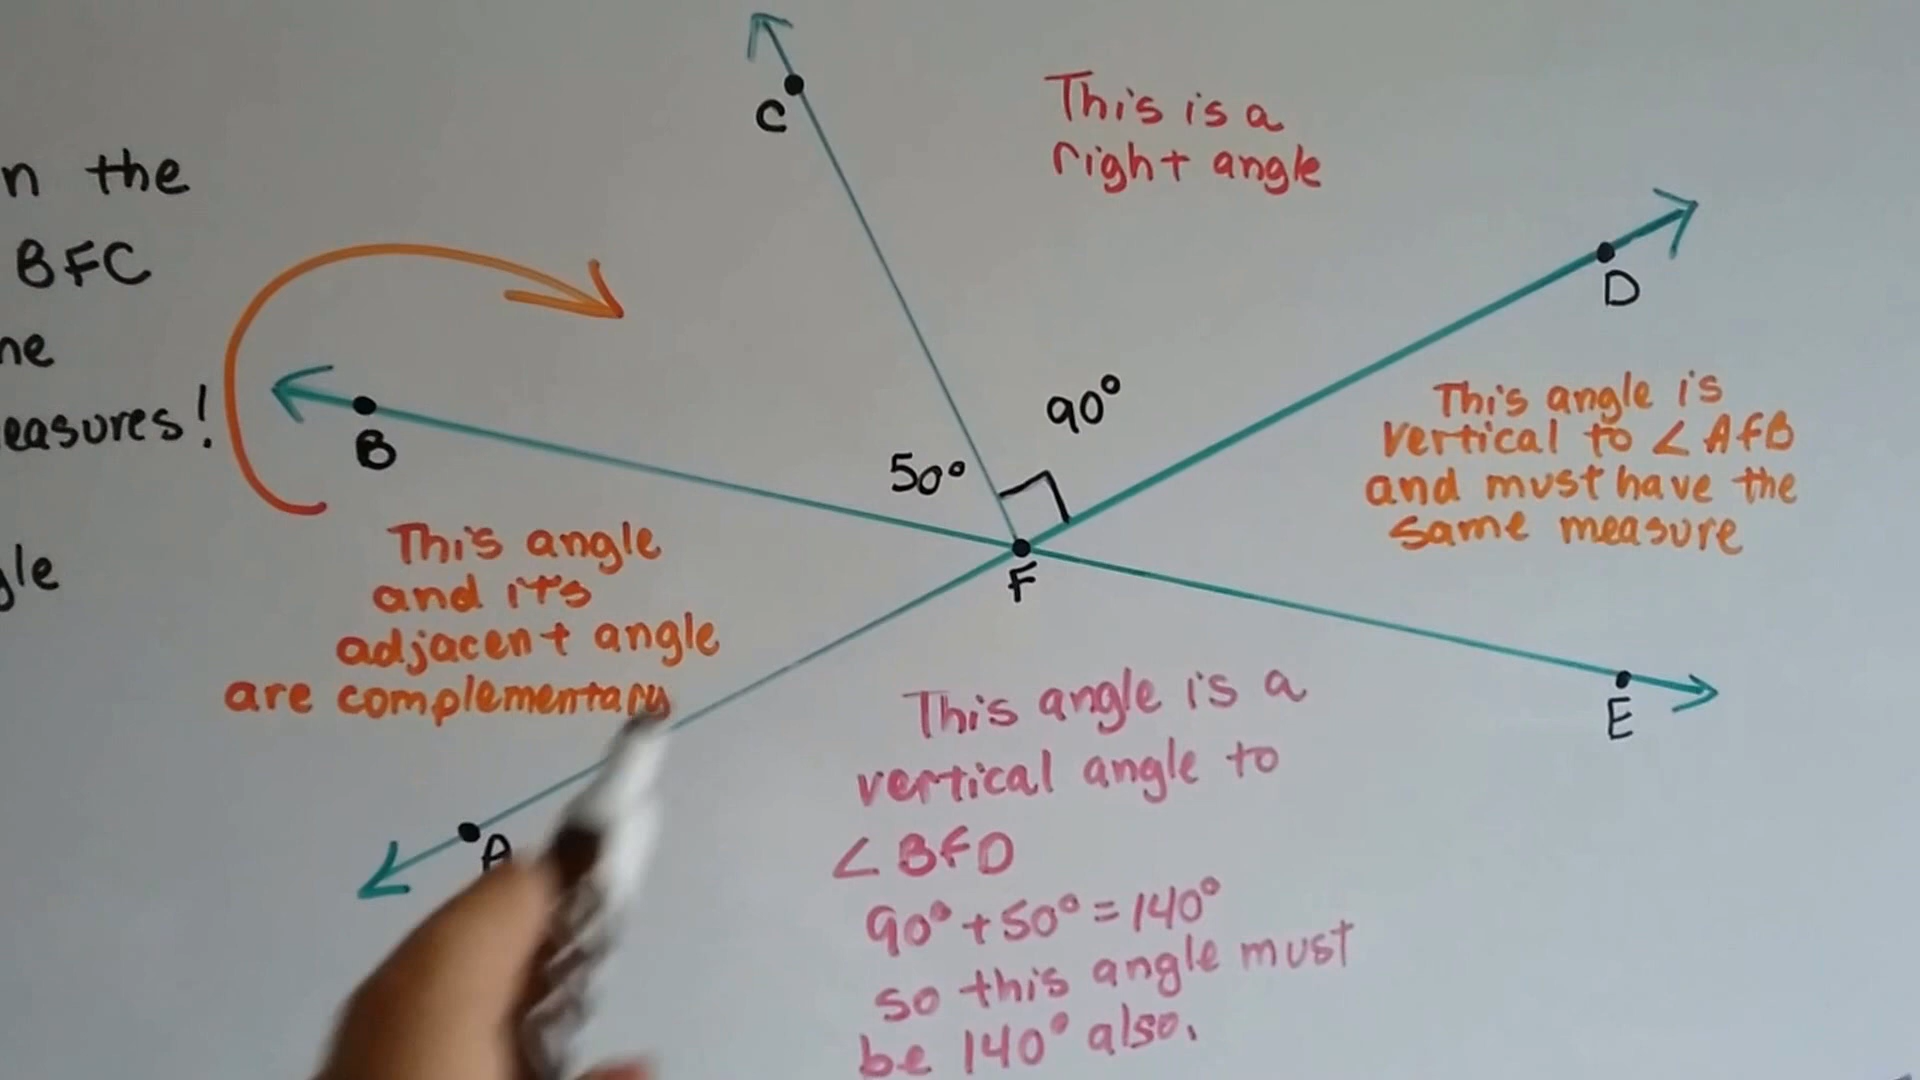 n the
BFC
ne
easures!
gle
C
This is a
right angle
D
B
50°
90°
F
This angle is
vertical to ∠AFB
and must have the
same measure
This angle
and it's
adjacent angle
are complementary
A
E
This angle is a
vertical angle to
∠BFD
90° + 50° = 140°
so this angle must
be 140° also.